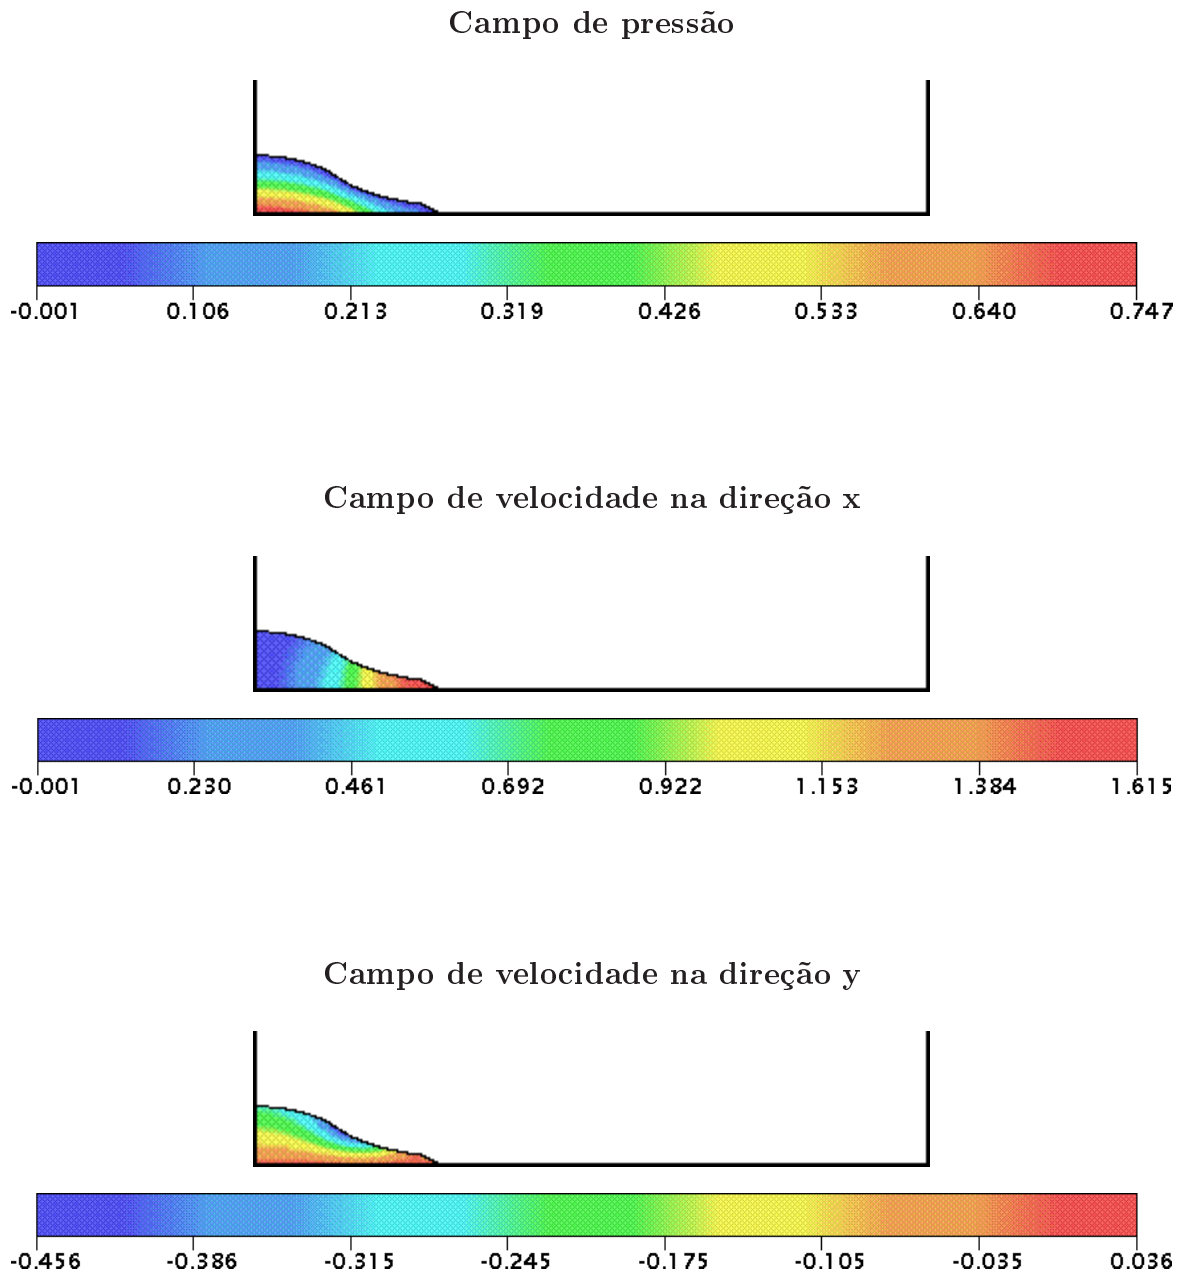 Campo de pressão
-0.001 0.106 0.213 0.319 0.426 0.533 0.640 0.747
Campo de velocidade na direção x
-0.001 0.230 0.461 0.692 0.922 1.153 1.384 1.615
Campo de velocidade na direção y
-0.456 -0.386 -0.315 -0.245 -0.175 -0.105 -0.035 0.036